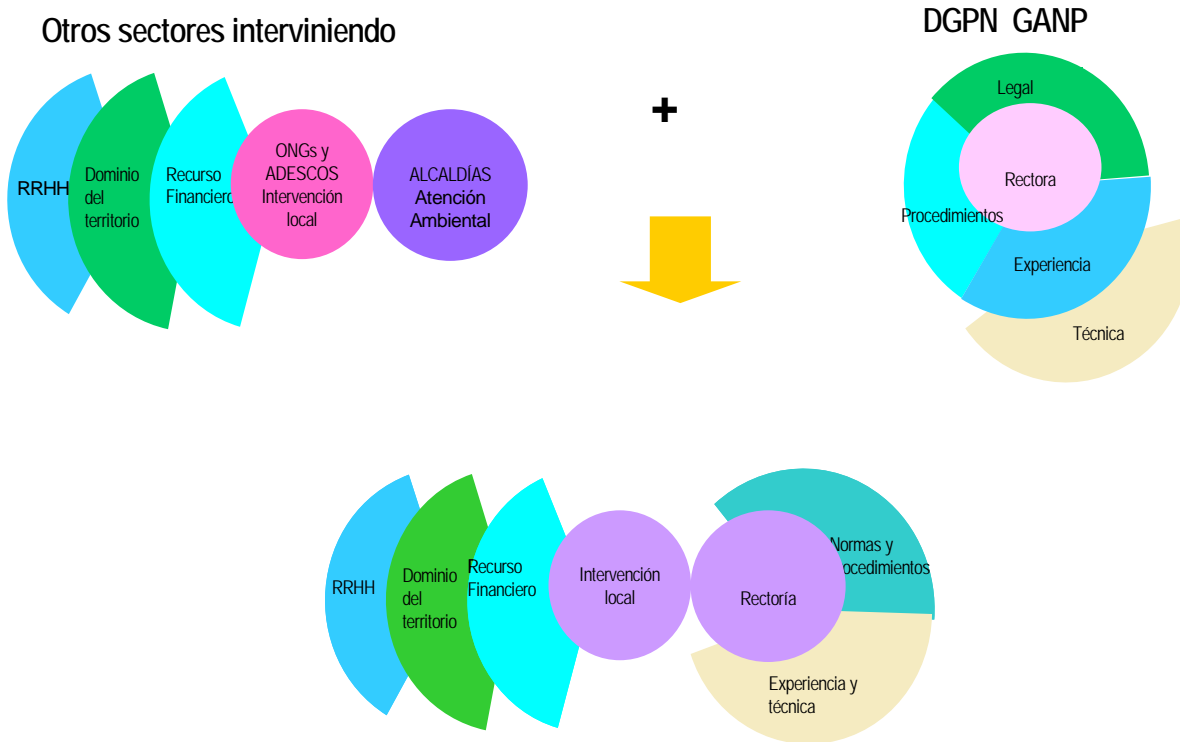 Otros sectores interviniendo
DGPN GANP
RRHH
Dominio
del
territorio
Recurso
Financiero
ONGs y
ADESCOS
Intervención
local
ALCALDÍAS
Atención
Ambiental
+
Legal
Rectora
Procedimientos
Experiencia
Técnica
RRHH
Dominio
del
territorio
Recurso
Financiero
Intervención
local
Rectoría
Normas y
rocedimientos
Experiencia y
técnica